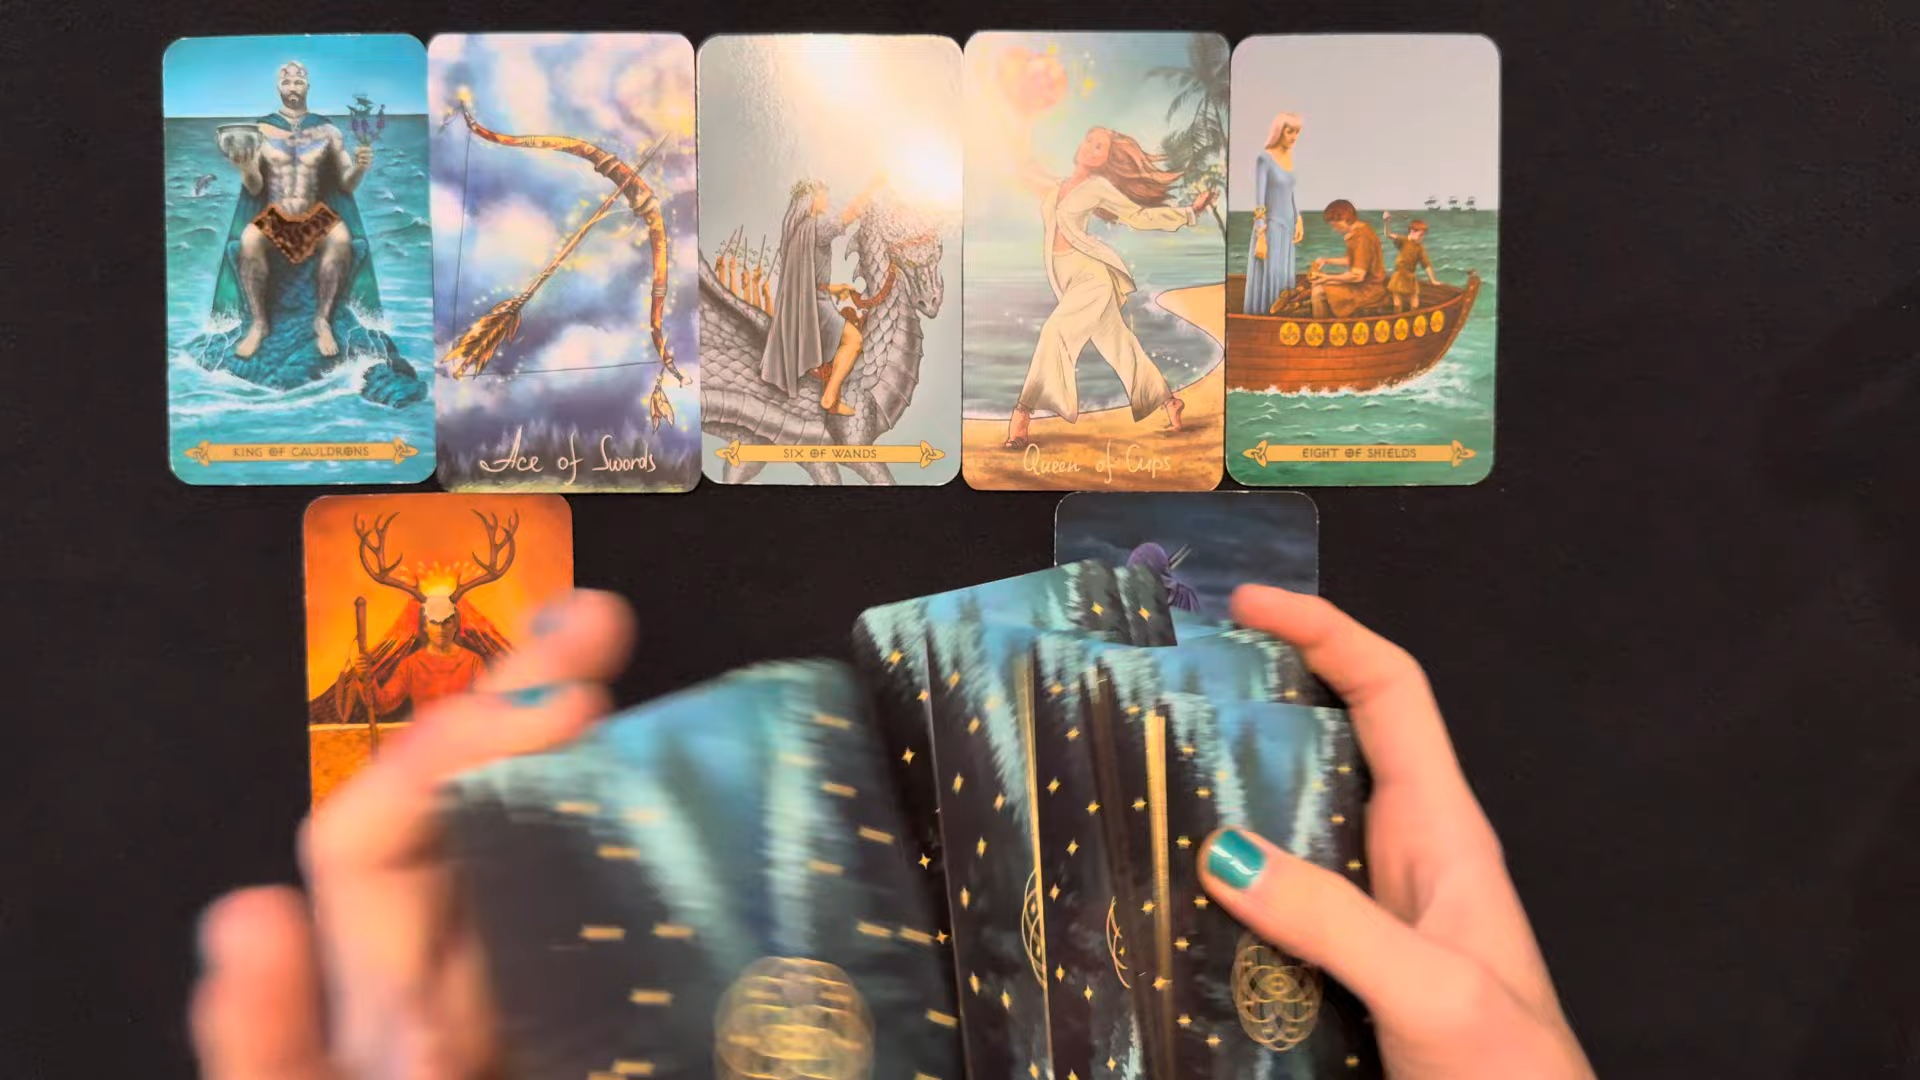 KING OF CAULDRONS
Ace of Swords
SIX OF WANDS
Queen of Cups
EIGHT OF SHIELDS